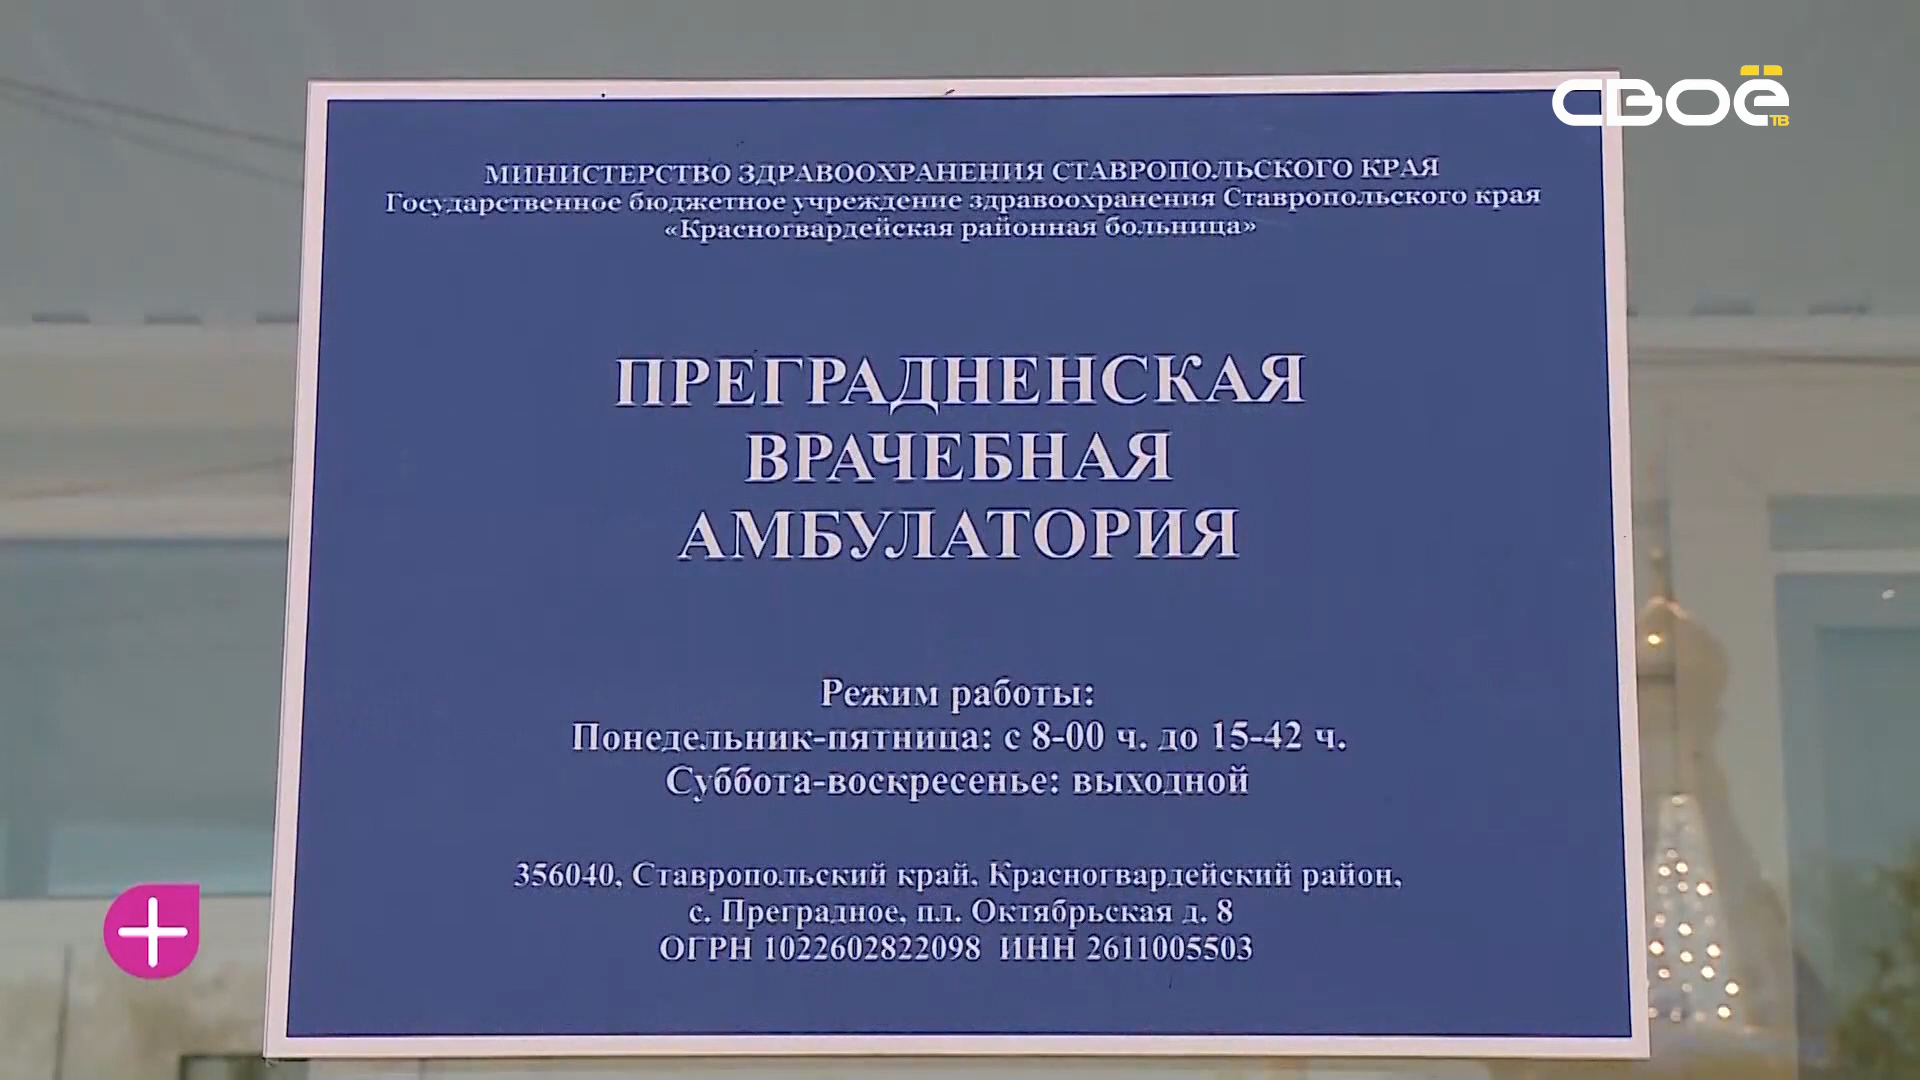 СВОЁ
ТВ
МИНИСТЕРСТВО ЗДРАВООХРАНЕНИЯ СТАВРОПОЛЬСКОГО КРАЯ
Государственное бюджетное учреждение здравоохранения Ставропольского края
«Красногвардейская районная больница»
ПРЕГРАДНЕНСКАЯ
ВРАЧЕБНАЯ
АМБУЛАТОРИЯ
Режим работы:
Понедельник-пятница: с 8-00 ч. до 15-42 ч.
Суббота-воскресенье: выходной
356040, Ставропольский край, Красногвардейский район,
с. Преградное, пл. Октябрьская д. 8
ОГРН 1022602822098 ИНН 2611005503